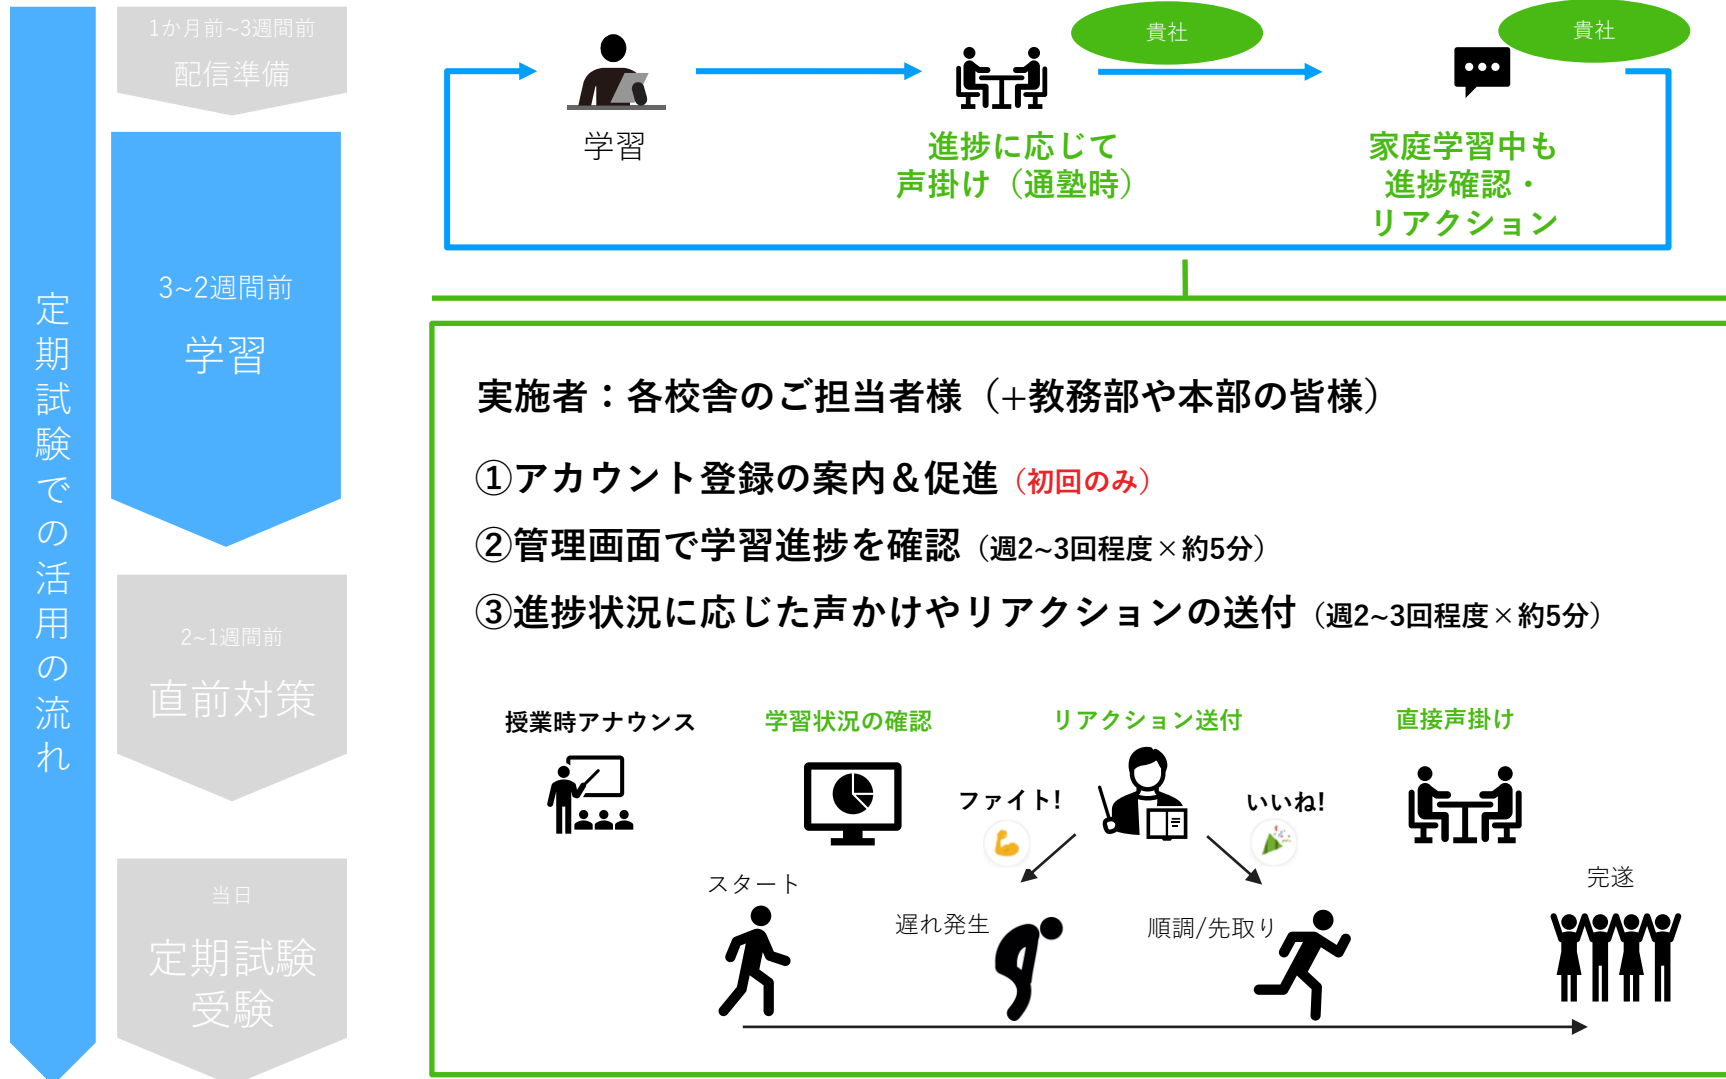 定期試験での活用の流れ
1か月前~3週間前
配信準備
3~2週間前
学習
2~1週間前
直前対策
当日
定期試験
受験
貴社
貴社
学習
進捗に応じて
声掛け（通塾時）
家庭学習中も
進捗確認・
リアクション
実施者：各校舎のご担当者様（+教務部や本部の皆様）
①アカウント登録の案内＆促進（初回のみ）
②管理画面で学習進捗を確認（週2~3回程度×約5分）
③進捗状況に応じた声かけやリアクションの送付（週2~3回程度×約5分）
授業時アナウンス
学習状況の確認
リアクション送付
直接声掛け
ファイト!
いいね!
スタート
遅れ発生
順調/先取り
完遂